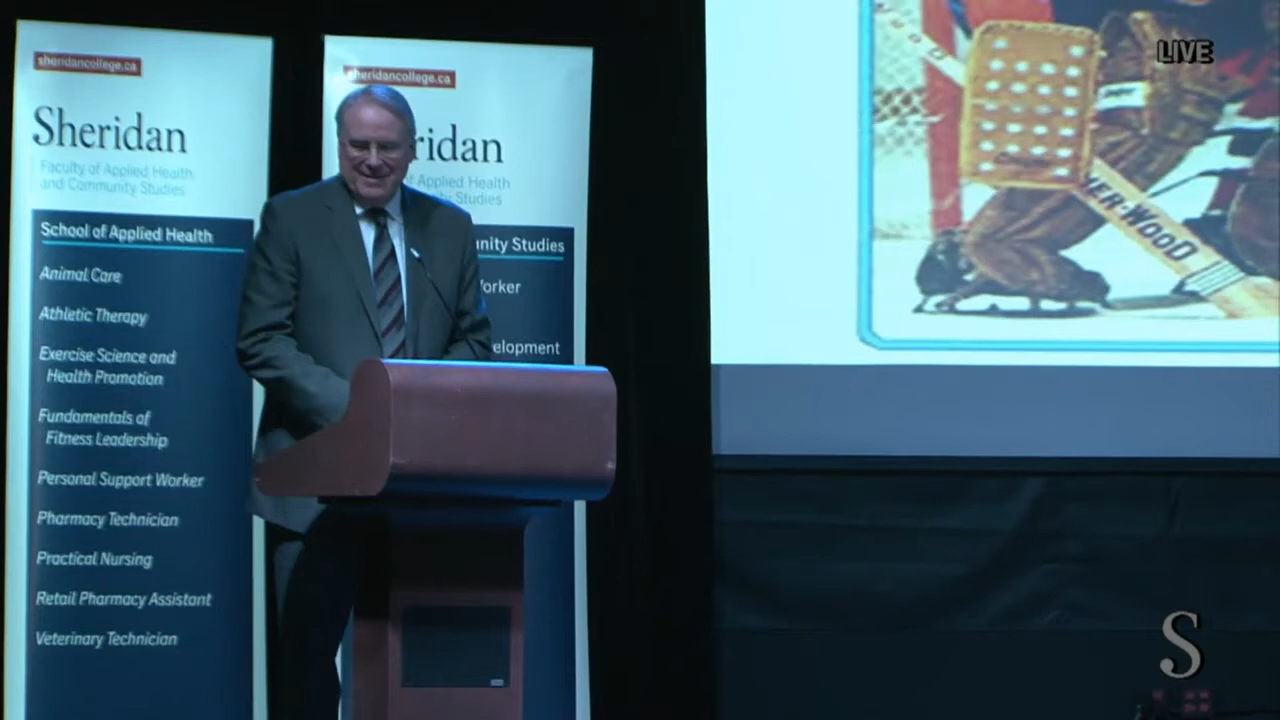 sheridancollege.ca
Sheridan
Faculty of Applied Health
and Community Studies
School of Applied Health
Animal Care
Athletic Therapy
Exercise Science and
Health Promotion
Fundamentals of
Fitness Leadership
Personal Support Worker
Pharmacy Technician
Practical Nursing
Retail Pharmacy Assistant
Veterinary Technician
sheridancollege.ca
ridan
Applied Health
Studies
unity Studies
orker
elopment
LIVE
HER-WOOD
S